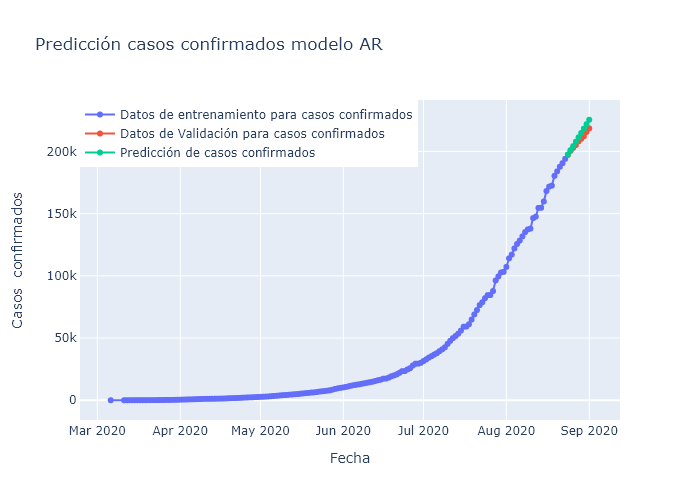 Predicción casos confirmados modelo AR
Datos de entrenamiento para casos confirmados
Datos de Validación para casos confirmados
Predicción de casos confirmados
200k
150k
100k
50k
0
Casos confirmados
Mar 2020
Apr 2020
May 2020
Jun 2020
Jul 2020
Aug 2020
Sep 2020
Fecha